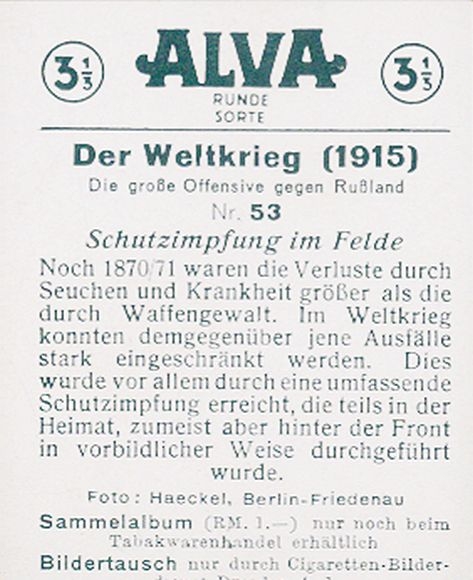 3 1/3 ALVA 3 1/3
RUNDE
SORTE
Der Weltkrieg (1915)
Die große Offensive gegen Rußland
Nr. 53
Schutzimpfung im Felde
Noch 1870/71 waren die Verluste durch
Seuchen und Krankheit größer als die
durch Waffengewalt. Im Weltkrieg
konnten demgegenüber jene Ausfälle
stark eingeschränkt werden. Dies
wurde vor allem durch eine umfassende
Schutzimpfung erreicht, die teils in der
Heimat, zumeist aber hinter der Front
in vorbildlicher Weise durchgeführt
wurde.
Foto: Haeckel, Berlin-Friedenau
Sammelalbum (RM. 1.—) nur noch beim
Tabakwarenhandel erhältlich
Bildertausch nur durch Cigaretten-Bilder-